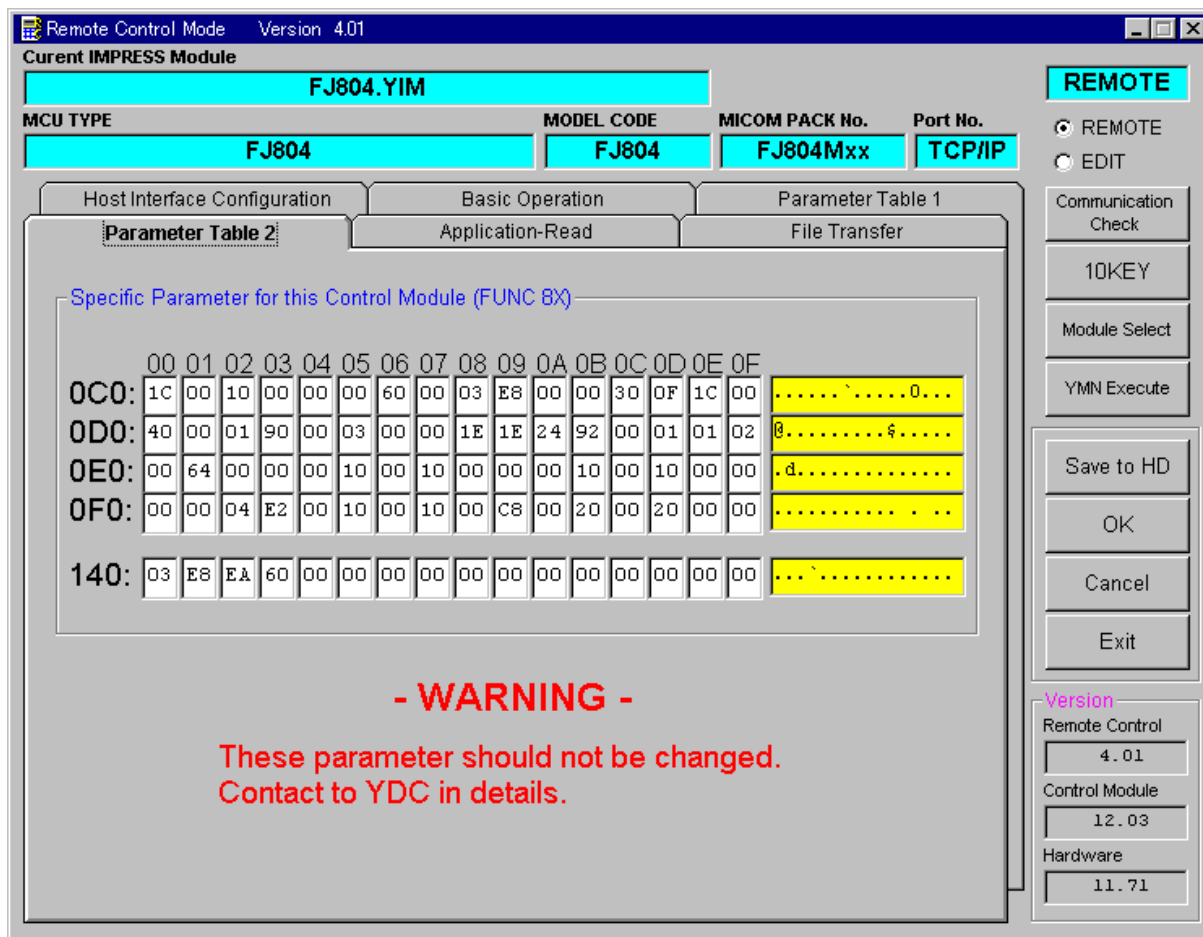 Remote Control Mode Version 4.01
Curent IMPRESS Module
FJ804.YIM
REMOTE
MCU TYPE
MODEL CODE
MICOM PACK No.
Port No.
FJ804
FJ804
FJ804Mxx
TCP/IP
REMOTE
EDIT
Host Interface Configuration
Basic Operation
Parameter Table 1
Parameter Table 2
Application-Read
File Transfer
Communication
Check
10KEY
Module Select
YMN Execute
Specific Parameter for this Control Module (FUNC 8X)
00 01 02 03 04 05 06 07 08 09 0A 0B 0C 0D 0E 0F
0C0: 1C 00 10 00 00 00 60 00 03 E8 00 00 30 0F 1C 00 ......`.....0...
0D0: 40 00 01 90 00 03 00 00 1E 1E 24 92 00 01 01 02 @.........$.....
0E0: 00 64 00 00 00 10 00 10 00 00 00 10 00 10 00 00 .d..............
0F0: 00 00 04 E2 00 10 00 10 00 C8 00 20 00 20 00 00 ........... . ..
140: 03 E8 EA 60 00 00 00 00 00 00 00 00 00 00 00 00 ...`............
Save to HD
OK
Cancel
Exit
- WARNING -
These parameter should not be changed.
Contact to YDC in details.
Version
Remote Control
4.01
Control Module
12.03
Hardware
11.71